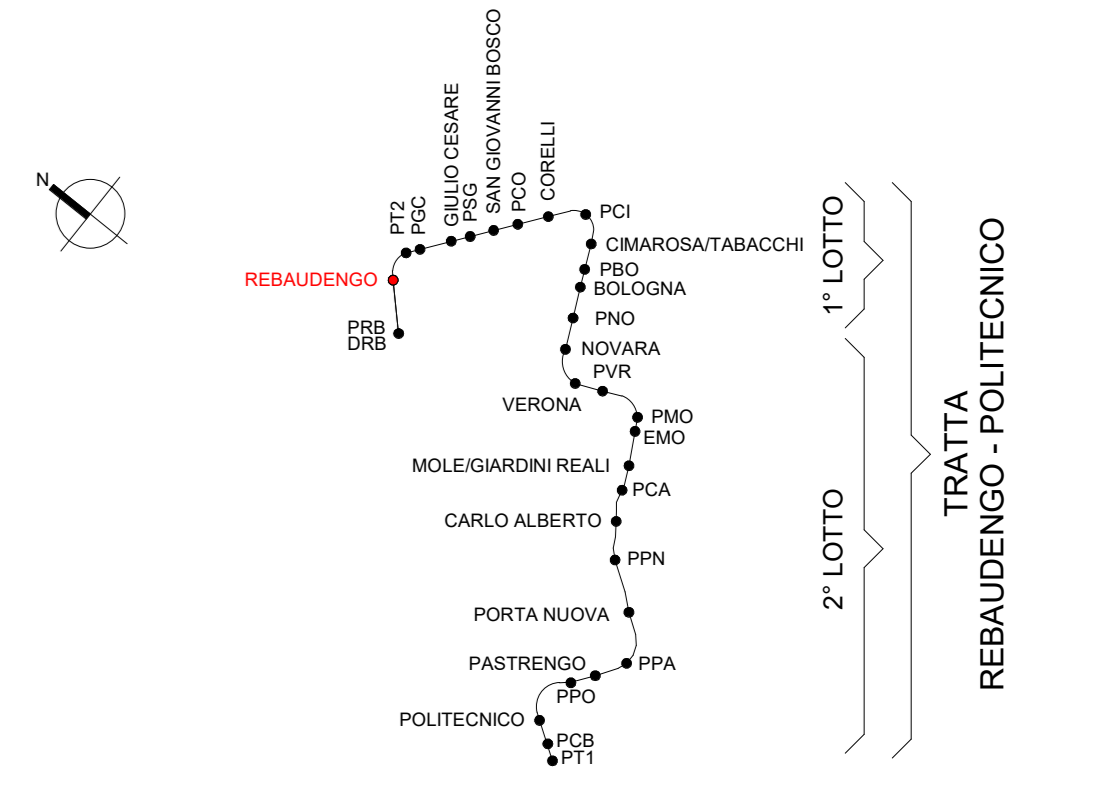 N
REBAUDENGO
PRB
DRB
PT2
PGC
GIULIO CESARE
PSG
SAN GIOVANNI BOSCO
PCO
CORELLI
PCI
CIMAROSA/TABACCHI
PBO
BOLOGNA
PNO
NOVARA
PVR
VERONA
PMO
EMO
MOLE/GIARDINI REALI
PCA
CARLO ALBERTO
PPN
PORTA NUOVA
PASTRENGO
PPA
PPO
POLITECNICO
PCB
PT1
1° LOTTO
2° LOTTO
TRATTA
REBAUDENGO - POLITECNICO